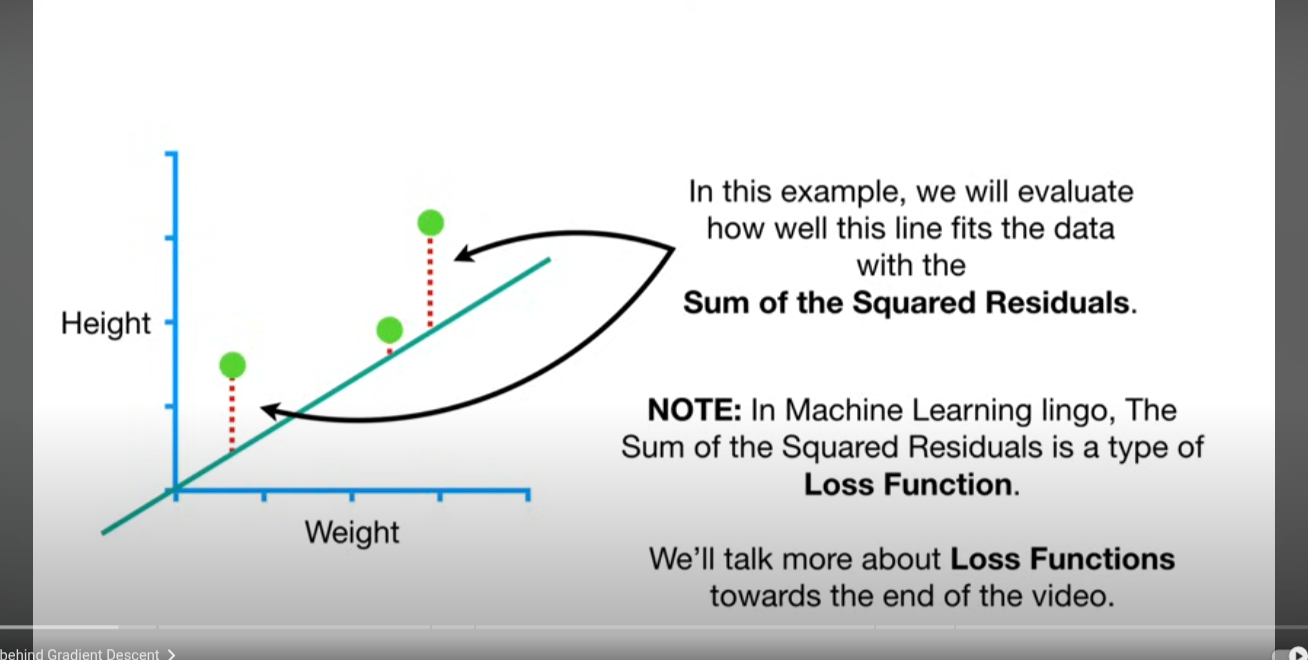 In this example, we will evaluate
how well this line fits the data
with the
Sum of the Squared Residuals.
Height
NOTE: In Machine Learning lingo, The
Sum of the Squared Residuals is a type of
Loss Function.
Weight
We'll talk more about Loss Functions
towards the end of the video.
behind Gradient Descent